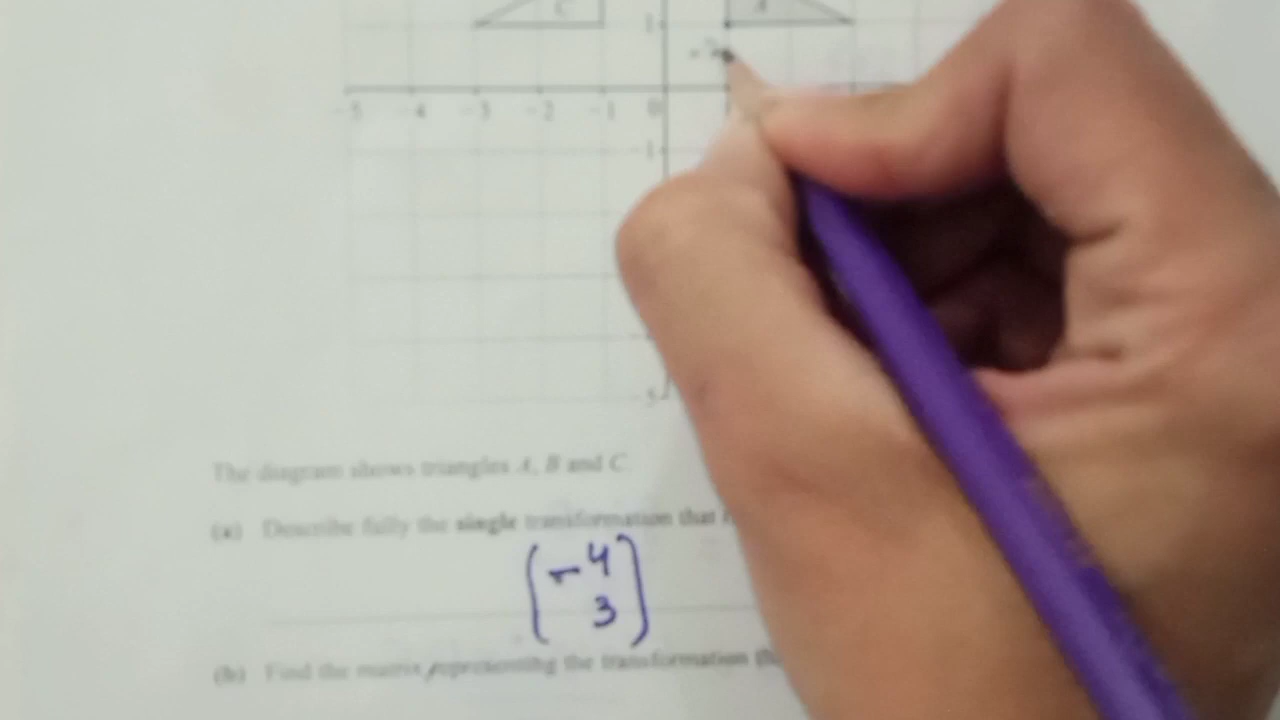 C
A
1
-5 -4 -3 -2 -1 0
-1
-5
The diagram shows triangles A, B and C.
(a) Describe fully the single transformation that
(-4
3)
(b) Find the matrix representing the transformation